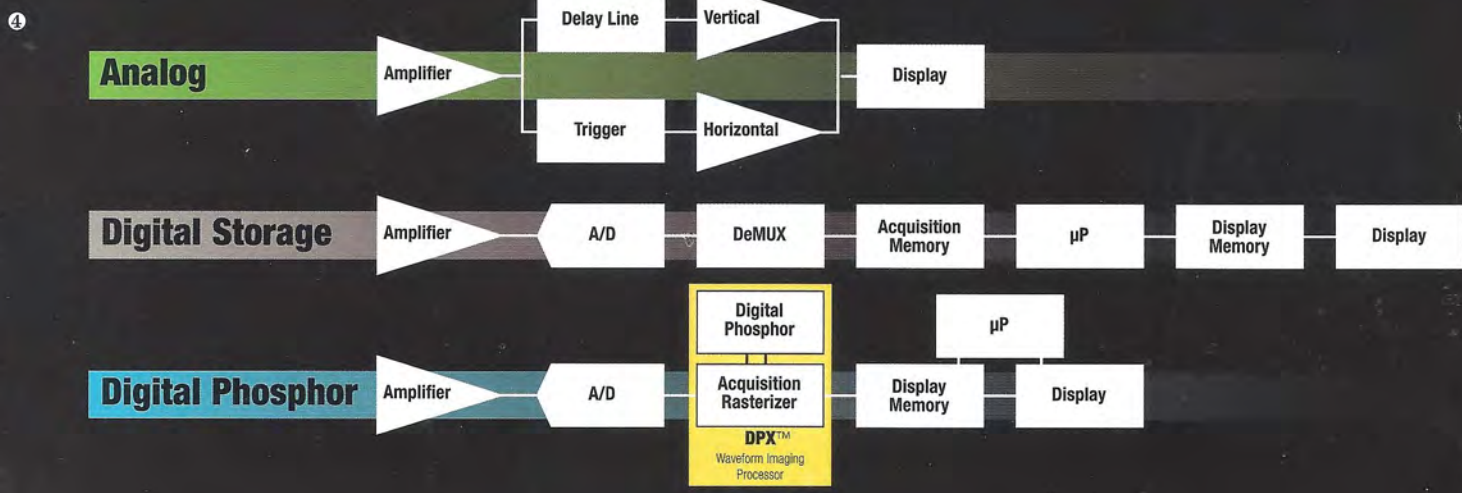 ❹
Delay Line
Vertical
Analog
Amplifier
Display
Trigger
Horizontal
Digital Storage
Amplifier
A/D
DeMUX
Acquisition
Memory
µP
Display
Memory
Display
Digital
Phosphor
µP
Digital Phosphor
Amplifier
A/D
Acquisition
Rasterizer
Display
Memory
Display
DPX™
Waveform Imaging
Processor